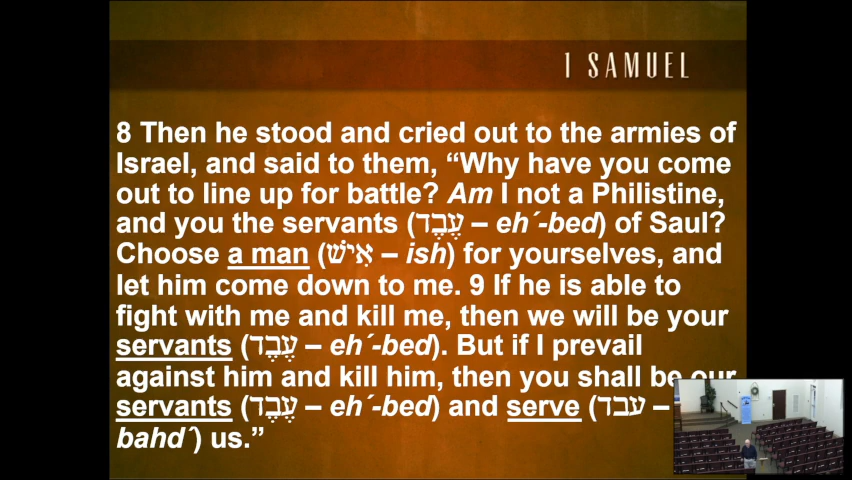 1 SAMUEL
8 Then he stood and cried out to the armies of
Israel, and said to them, “Why have you come
out to line up for battle? Am I not a Philistine,
and you the servants (עֶבֶד – eh´-bed) of Saul?
Choose a man (אִישׁ – ish) for yourselves, and
let him come down to me. 9 If he is able to
fight with me and kill me, then we will be your
servants (עֶבֶד – eh´-bed). But if I prevail
against him and kill him, then you shall be our
servants (עֶבֶד – eh´-bed) and serve (עבד –
bahd´) us.”